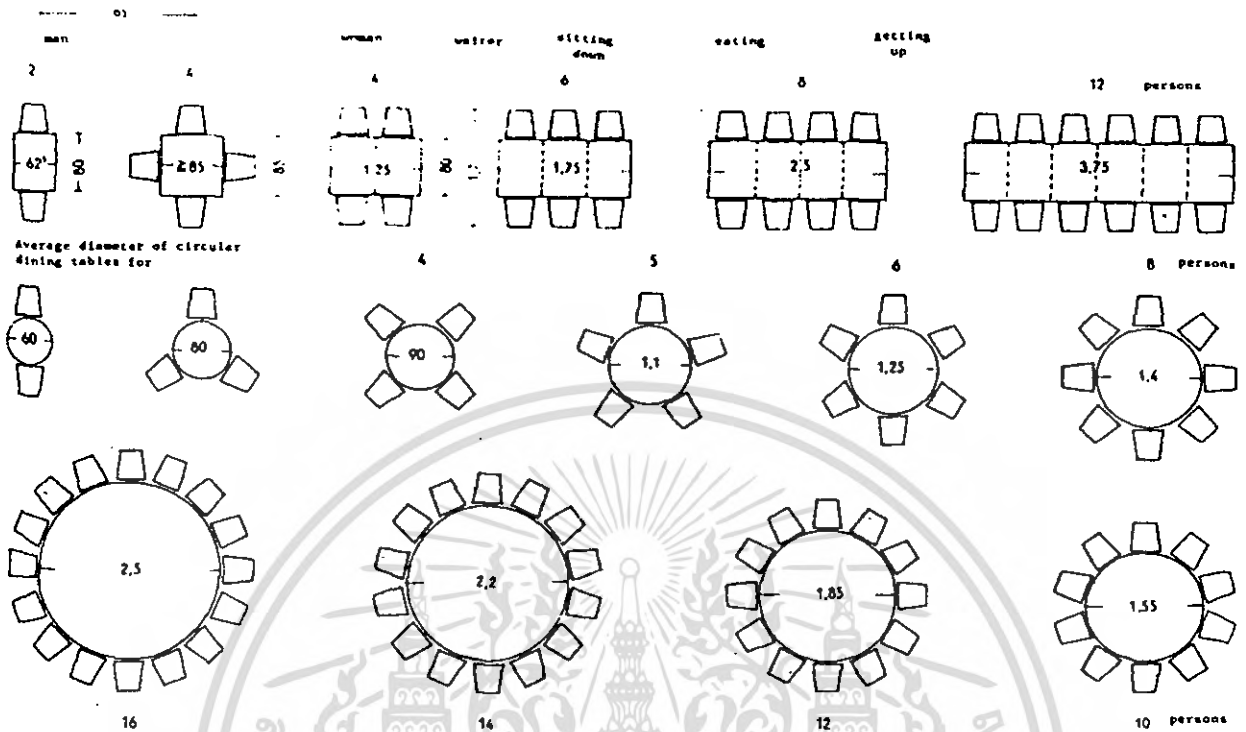 man woman waiter sitting down eating getting up
2 4 4 6 8 12 persons
62⁵ 80 ≥85 85 1.25 80 1,75 2,5 3,75
Average diameter of circular
dining tables for
4 5 6 8 persons
60 80 90 1,1 1,25 1,4
2,5 2,2 1,85 1,55
16 14 12 10 persons